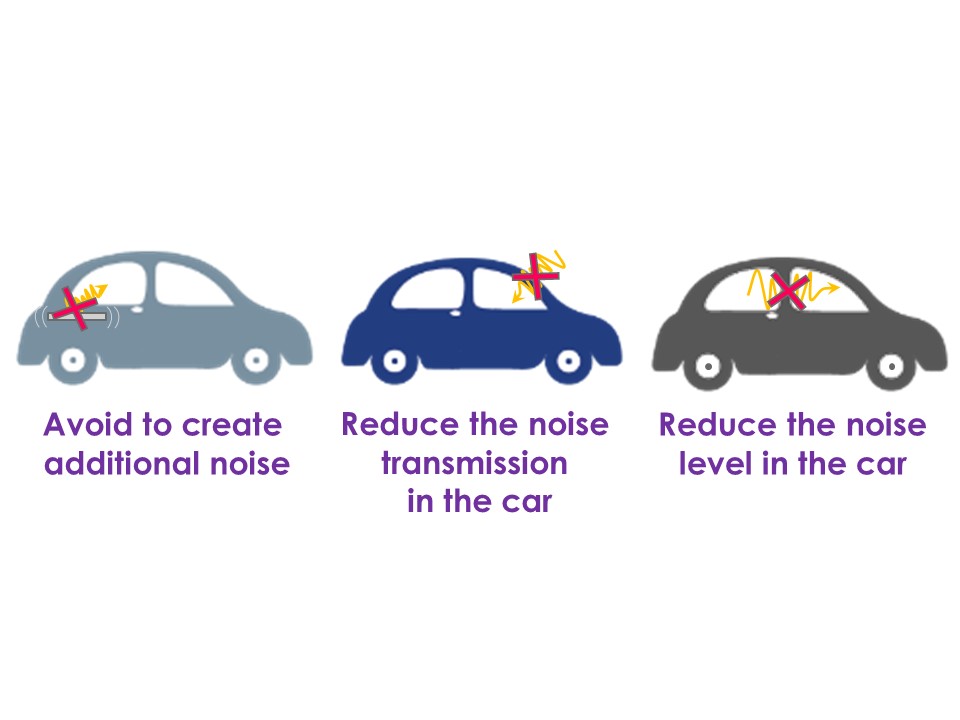 Avoid to create
additional noise
Reduce the noise
transmission
in the car
Reduce the noise
level in the car